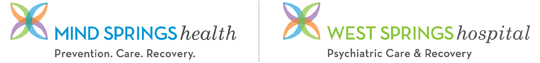 MIND SPRINGS health
Prevention. Care. Recovery.
WEST SPRINGS hospital
Psychiatric Care & Recovery